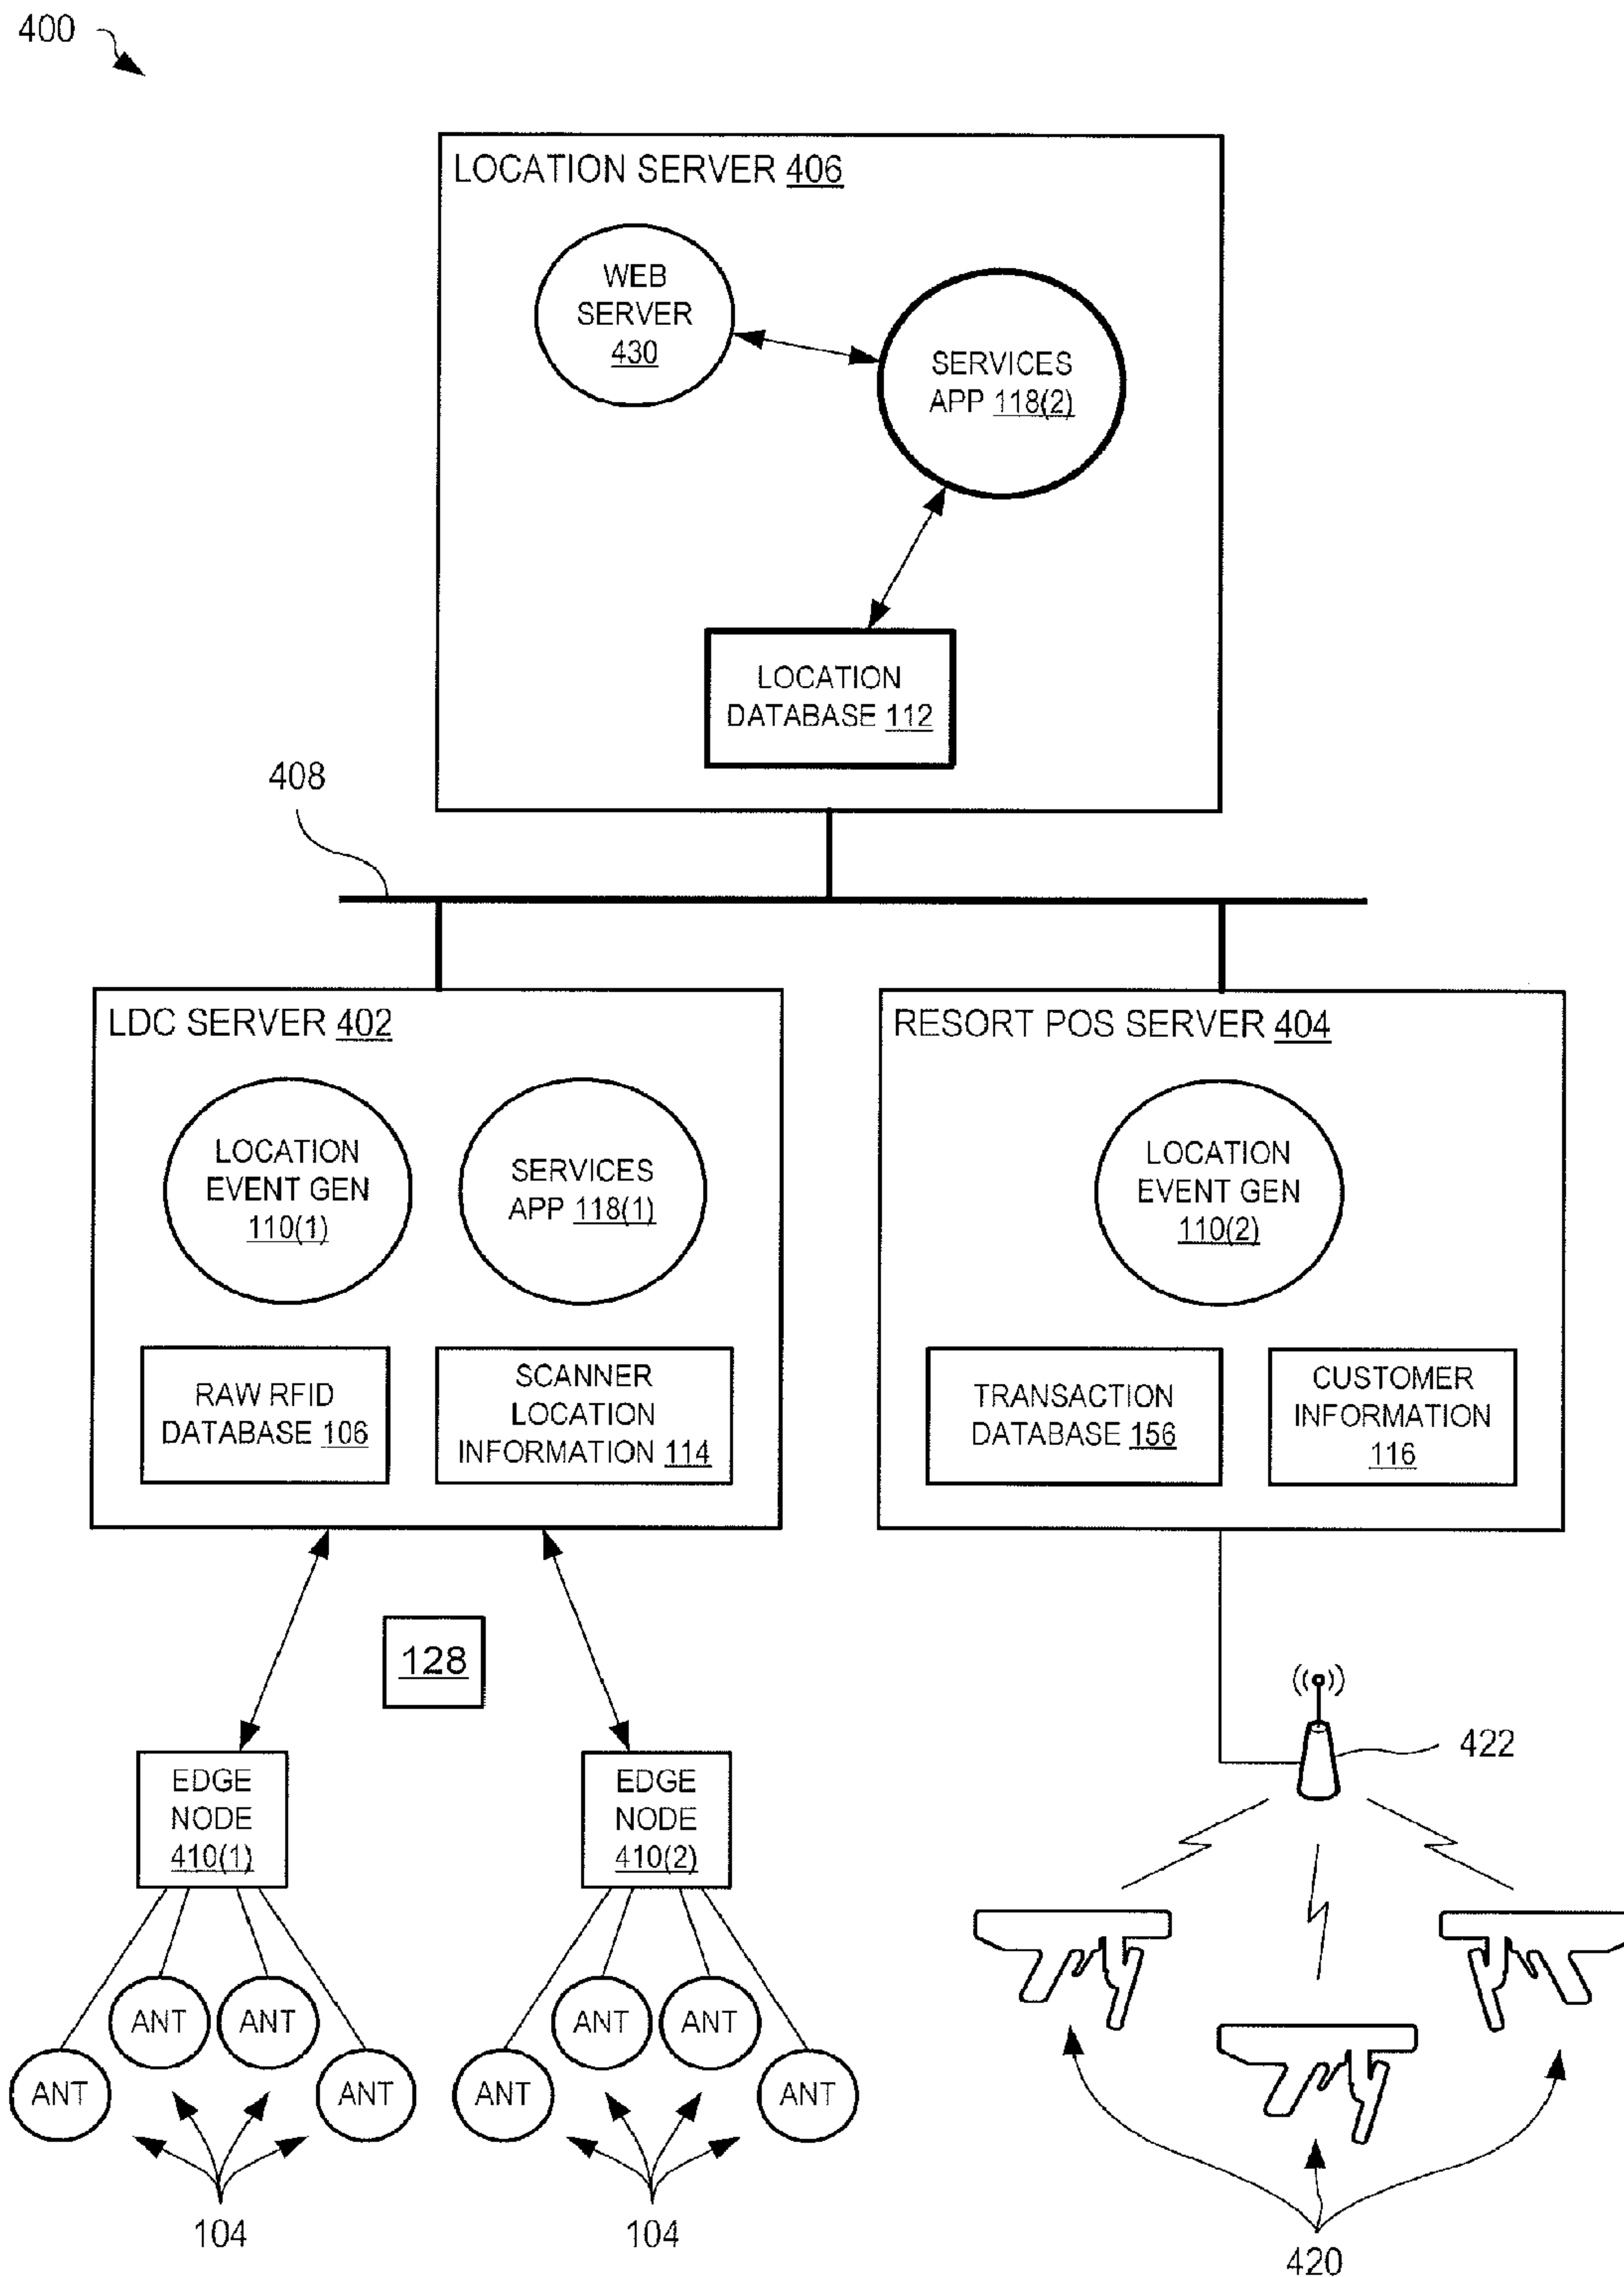 400
LOCATION SERVER 406
WEB
SERVER
430
SERVICES
APP 118(2)
LOCATION
DATABASE 112
408
LDC SERVER 402
LOCATION
EVENT GEN
110(1)
SERVICES
APP 118(1)
RAW RFID
DATABASE 106
SCANNER
LOCATION
INFORMATION 114
RESORT POS SERVER 404
LOCATION
EVENT GEN
110(2)
TRANSACTION
DATABASE 156
CUSTOMER
INFORMATION
116
128
EDGE
NODE
410(1)
EDGE
NODE
410(2)
422
ANT
ANT
ANT
ANT
ANT
ANT
ANT
ANT
104
104
420